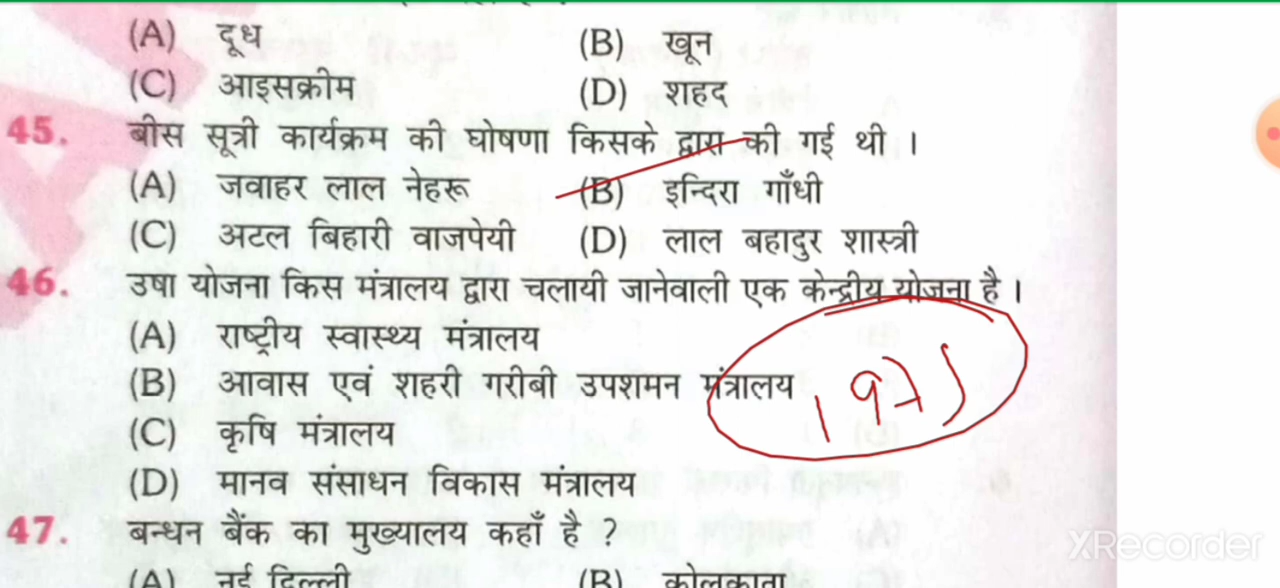 (A) दूध (B) खून
(C) आइसक्रीम (D) शहद
45. बीस सूत्री कार्यक्रम की घोषणा किसके द्वारा की गई थी ।
(A) जवाहर लाल नेहरू (B) इन्दिरा गाँधी
(C) अटल बिहारी वाजपेयी (D) लाल बहादुर शास्त्री
46. उषा योजना किस मंत्रालय द्वारा चलायी जानेवाली एक केन्द्रीय योजना है ।
(A) राष्ट्रीय स्वास्थ्य मंत्रालय
(B) आवास एवं शहरी गरीबी उपशमन मंत्रालय
1975
(C) कृषि मंत्रालय
(D) मानव संसाधन विकास मंत्रालय
47. बन्धन बैंक का मुख्यालय कहाँ है ?
(A) नई दिल्ली (B) कोलकाता
XRecorder